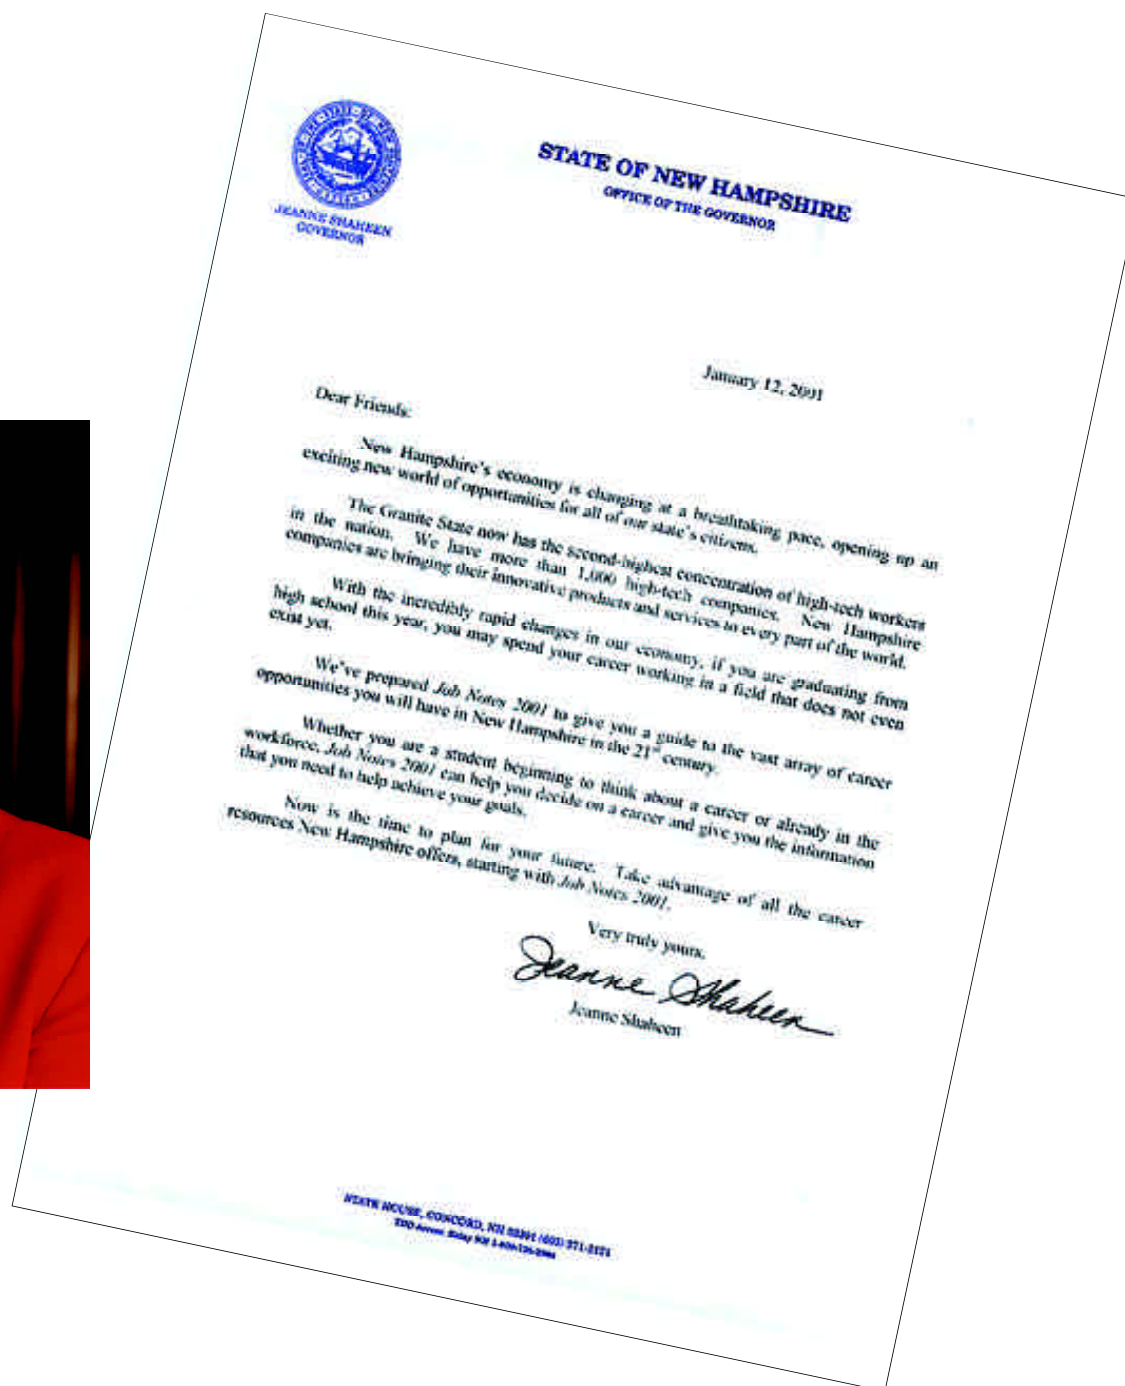 STATE OF NEW HAMPSHIRE
OFFICE OF THE GOVERNOR
JEANNE SHAHEEN
GOVERNOR
January 12, 2001
Dear Friends:
New Hampshire's economy is changing at a breathtaking pace, opening up an
exciting new world of opportunities for all of our state's citizens.
The Granite State now has the second-highest concentration of high-tech workers
in the nation. We have more than 1,000 high-tech companies. New Hampshire
companies are bringing their innovative products and services to every part of the world.
With the incredibly rapid changes in our economy, if you are graduating from
high school this year, you may spend your career working in a field that does not even
exist yet.
We've prepared Job Notes 2001 to give you a guide to the vast array of career
opportunities you will have in New Hampshire in the 21st century.
Whether you are a student beginning to think about a career or already in the
workforce, Job Notes 2001 can help you decide on a career and give you the information
that you need to help achieve your goals.
Now is the time to plan for your future. Take advantage of all the career
resources New Hampshire offers, starting with Job Notes 2001.
Very truly yours,
Jeanne Shaheen
Jeanne Shaheen
STATE HOUSE, CONCORD, NH 03301 (603) 271-2121
TDD Access: Relay NH